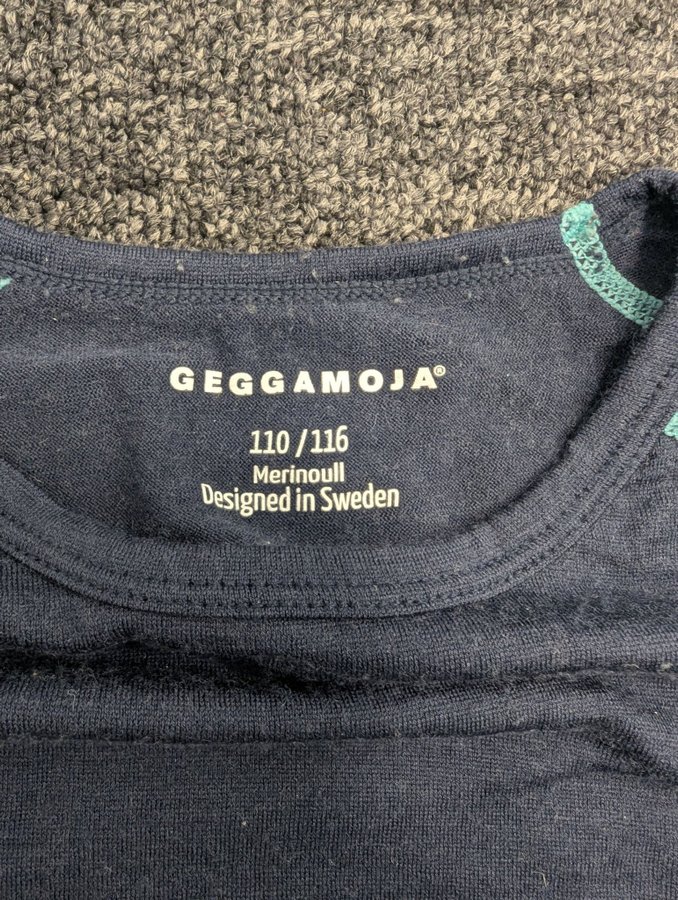 GEGGAMOJA®
110 / 116
Merinoull
Designed in Sweden